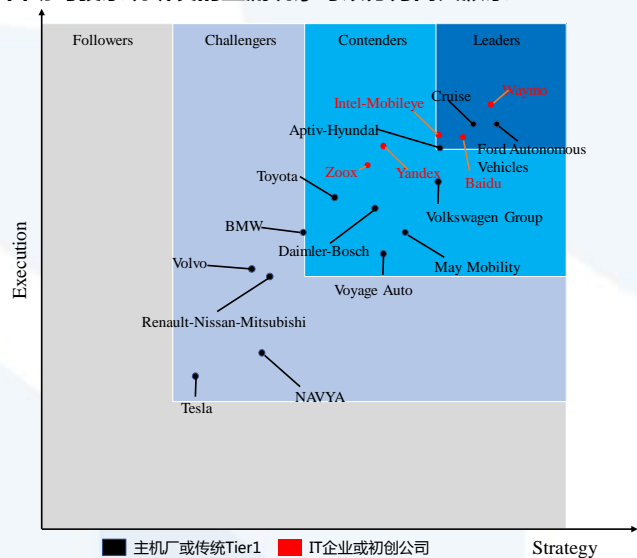 Followers
Challengers
Contenders
Leaders
Waymo
Cruise
Intel-Mobileye
Aptiv-Hyundai
Ford Autonomous
Vehicles
Zoox
Yandex
Baidu
Toyota
Volkswagen Group
BMW
Daimler-Bosch
Volvo
May Mobility
Voyage Auto
Renault-Nissan-Mitsubishi
NAVYA
Tesla
Execution
主机厂或传统Tier1
IT企业或初创公司
Strategy